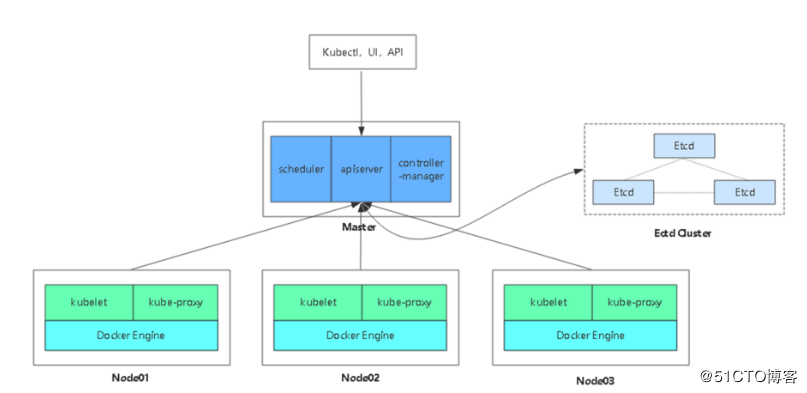 Kubectl, UI, API
scheduler
apiserver
controller
-manager
Master
Etcd
Etcd
Etcd
Ectd Cluster
kubelet
kube-proxy
Docker Engine
Node01
kubelet
kube-proxy
Docker Engine
Node02
kubelet
kube-proxy
Docker Engine
Node03
@51CTO博客